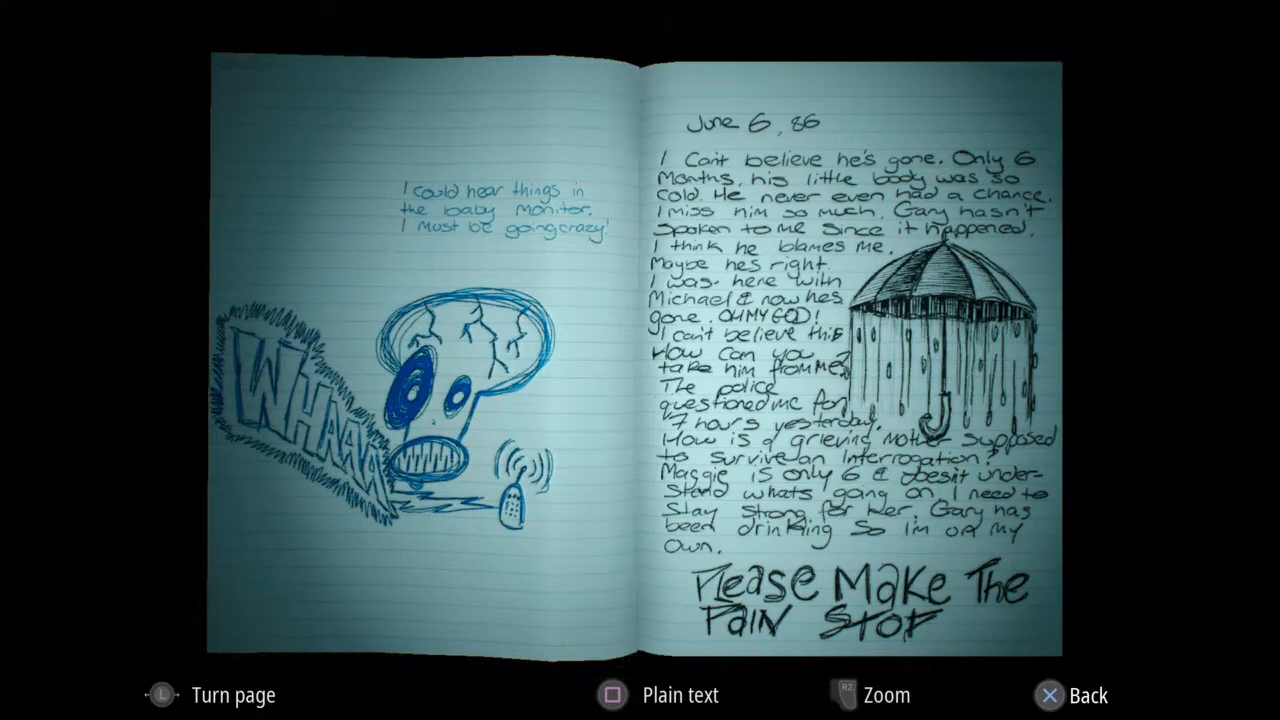 I could hear things in
the baby monitor.
I must be going crazy!
WHAAA
June 6, 86
I Can't believe he's gone. Only 6
Months, his little body was so
cold. He never even had a chance.
I miss him so much. Gary hasn't
spoken to me since it happened.
I think he blames me.
Maybe hes right.
I was here with
Michael & now hes
gone. OH MY GOD!
I can't believe this
How can you
take him from me?
The police
questioned me for
7 hours yesterday.
How is a grieving Mother supposed
to survive an Interrogation?
Maggie is only 6 & doesn't under-
stand whats going on. I need to
stay strong for her. Gary has
been drinking so I'm on my
own.
PLease Make The
PaiN STOP
Turn page
Plain text
R2
Zoom
Back
L